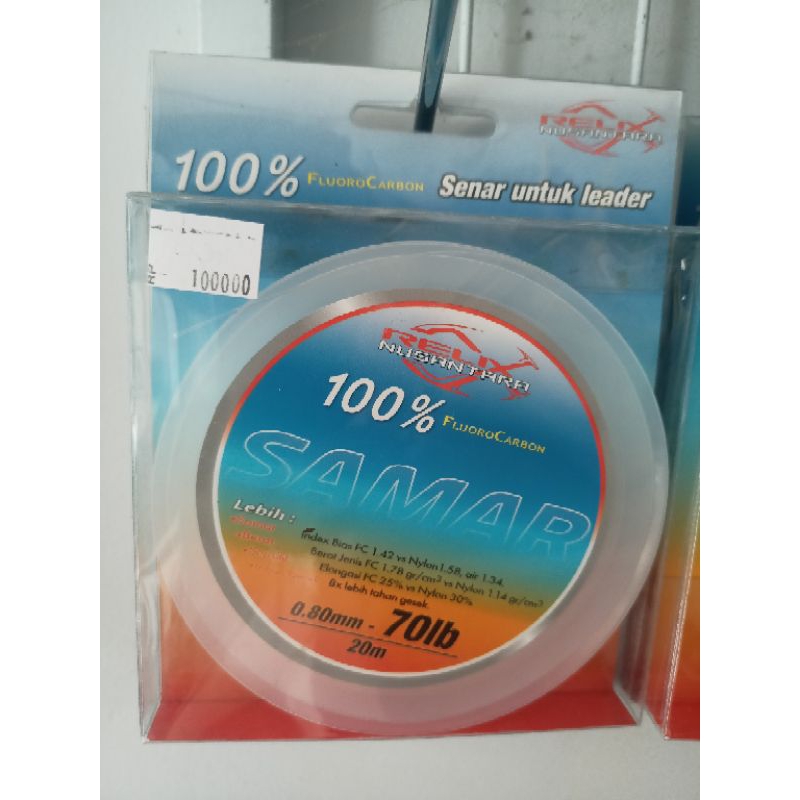 RELIX
NUSANTARA
100% FLUOROCARBON Senar untuk leader
RP 100000
RELIX
NUSANTARA
100% FLUOROCARBON
SAMAR
Lebih :
Index Bias FC 1.42 vs Nylon 1.58, air 1.34.
Berat Jenis FC 1.78 gr/cm³ vs Nylon 1.14 gr/cm³
Elongasi FC 25% vs Nylon 30%
8x lebih tahan gesek
0.80mm - 70lb
20m